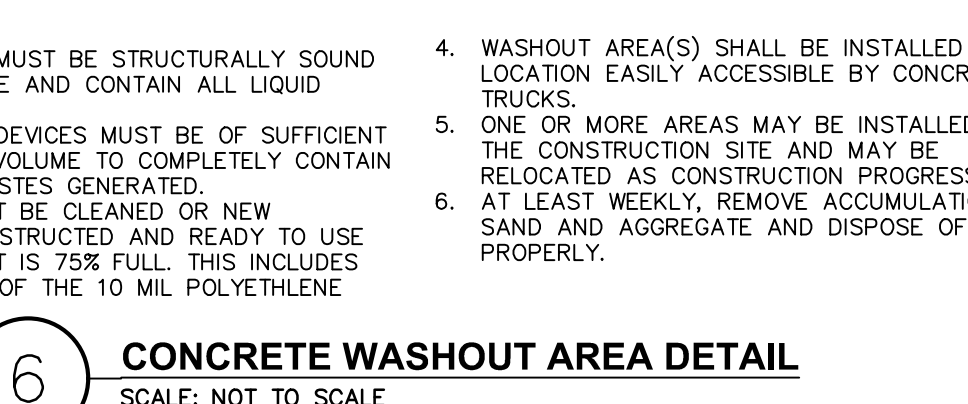 MUST BE STRUCTURALLY SOUND
E AND CONTAIN ALL LIQUID
DEVICES MUST BE OF SUFFICIENT
VOLUME TO COMPLETELY CONTAIN
STES GENERATED.
T BE CLEANED OR NEW
STRUCTED AND READY TO USE
T IS 75% FULL. THIS INCLUDES
OF THE 10 MIL POLYETHLENE
4. WASHOUT AREA(S) SHALL BE INSTALLED
LOCATION EASILY ACCESSIBLE BY CONCR
TRUCKS.
5. ONE OR MORE AREAS MAY BE INSTALLED
THE CONSTRUCTION SITE AND MAY BE
RELOCATED AS CONSTRUCTION PROGRESS
6. AT LEAST WEEKLY, REMOVE ACCUMULATI
SAND AND AGGREGATE AND DISPOSE OF
PROPERLY.
6 CONCRETE WASHOUT AREA DETAIL
SCALE: NOT TO SCALE